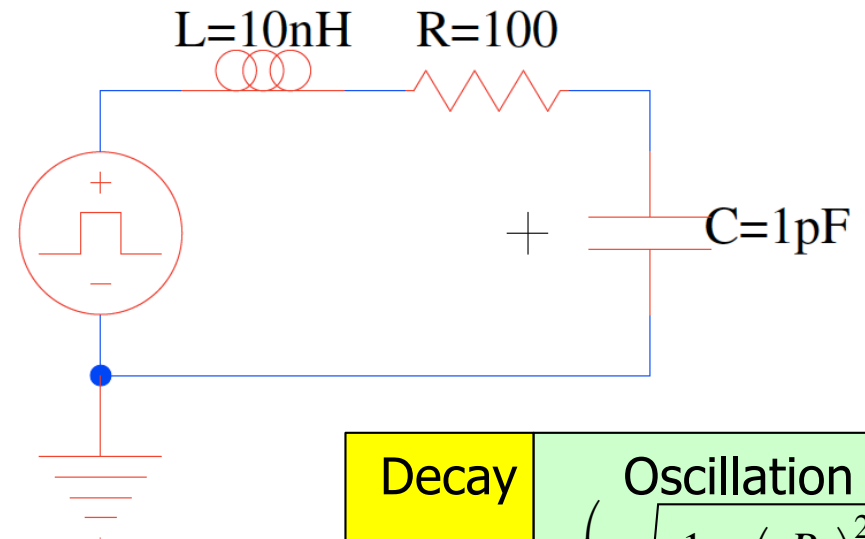 L=10nH R=100
+
−
C=1pF
Decay Oscillation